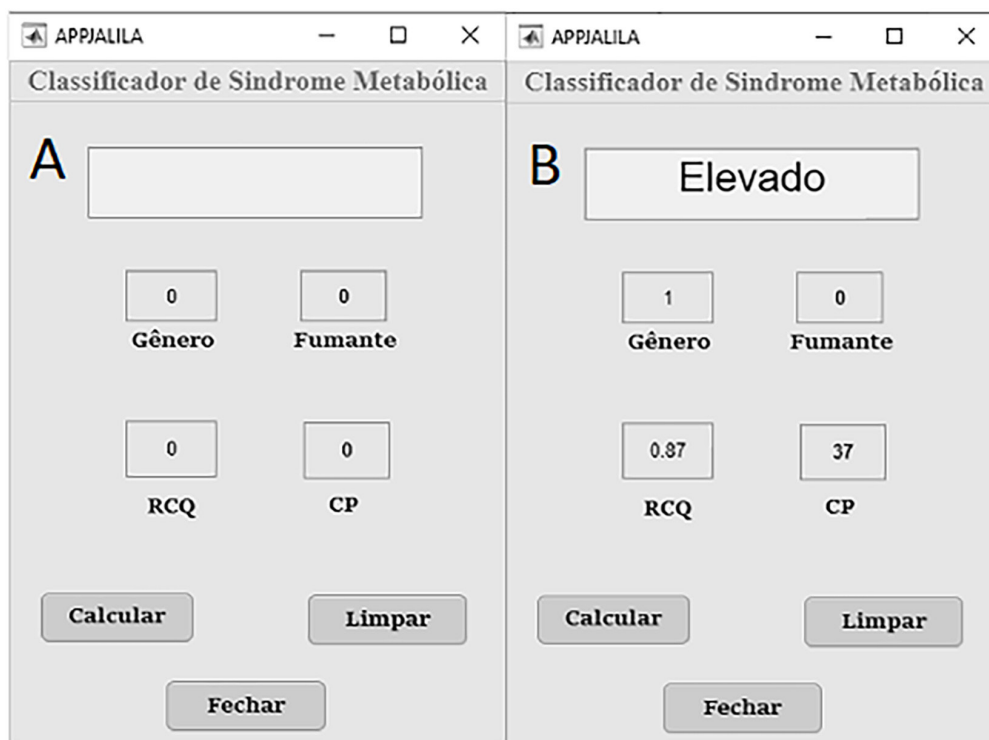 APPJALILA
Classificador de Sindrome Metabólica
A
0 0
Gênero Fumante
0 0
RCQ CP
Calcular Limpar
Fechar
APPJALILA
Classificador de Sindrome Metabólica
B Elevado
1 0
Gênero Fumante
0.87 37
RCQ CP
Calcular Limpar
Fechar